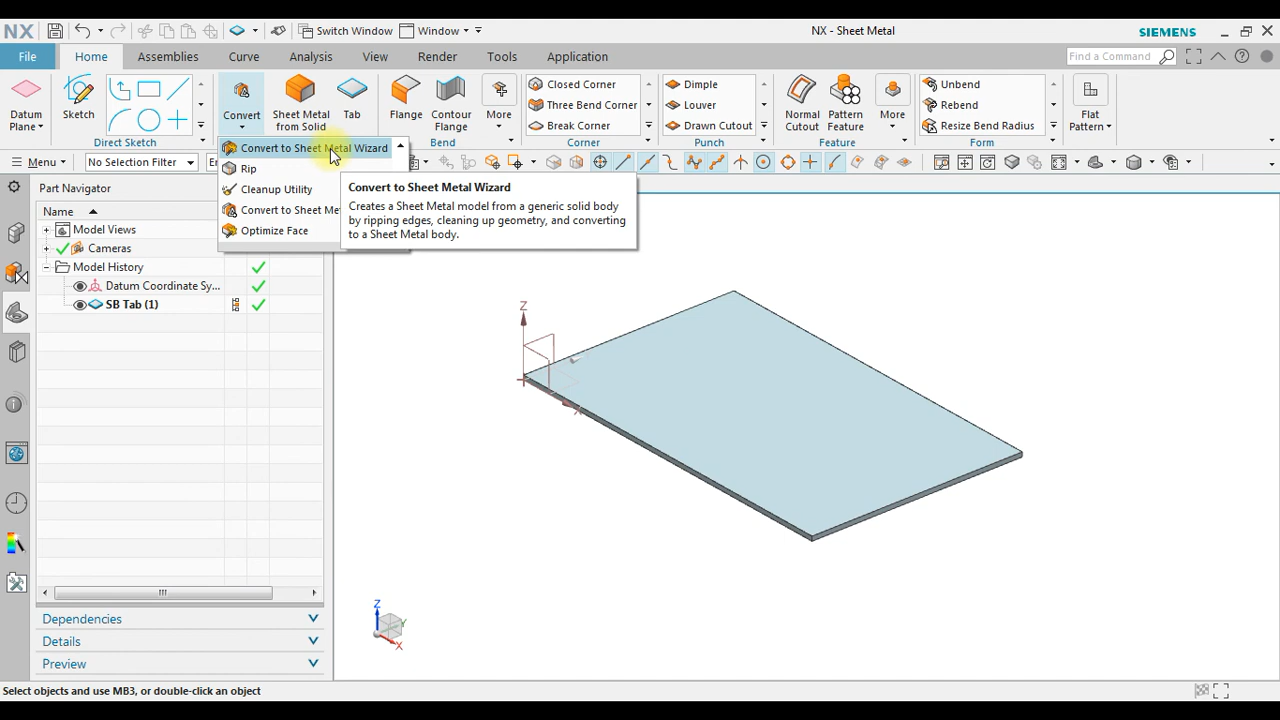 NX
Switch Window
Window
NX - Sheet Metal
SIEMENS
File
Home
Assemblies
Curve
Analysis
View
Render
Tools
Application
Find a Command
Datum
Plane
Sketch
Direct Sketch
Convert
Sheet Metal
from Solid
Tab
Flange
Contour
Flange
More
Bend
Closed Corner
Three Bend Corner
Break Corner
Corner
Dimple
Louver
Drawn Cutout
Punch
Normal
Cutout
Pattern
Feature
More
Feature
Unbend
Rebend
Resize Bend Radius
Form
Flat
Pattern
Menu
No Selection Filter
Convert to Sheet Metal Wizard
Rip
Cleanup Utility
Convert to Sheet Met
Optimize Face
Convert to Sheet Metal Wizard
Creates a Sheet Metal model from a generic solid body
by ripping edges, cleaning up geometry, and converting
to a Sheet Metal body.
Part Navigator
Name
Model Views
Cameras
Model History
Datum Coordinate Sy...
SB Tab (1)
Z
X
Z
Y
X
Dependencies
Details
Preview
Select objects and use MB3, or double-click an object